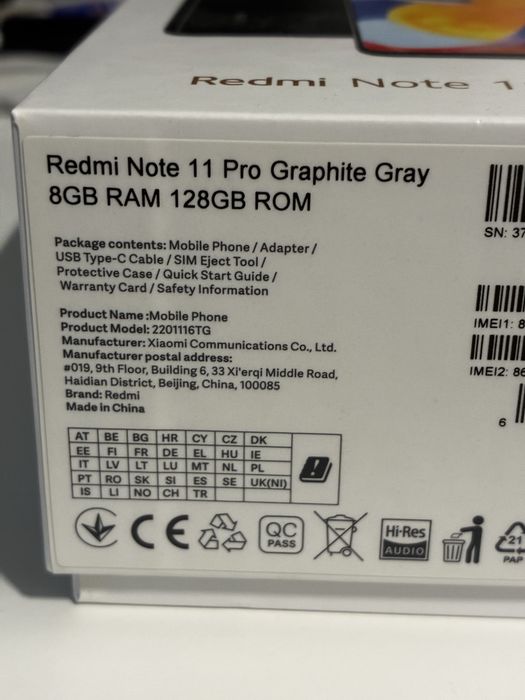 Redmi Note 1
Redmi Note 11 Pro Graphite Gray
8GB RAM 128GB ROM
Package contents: Mobile Phone / Adapter /
USB Type-C Cable / SIM Eject Tool /
Protective Case / Quick Start Guide /
Warranty Card / Safety Information
Product Name :Mobile Phone
Product Model: 2201116TG
Manufacturer: Xiaomi Communications Co., Ltd.
Manufacturer postal address:
#019, 9th Floor, Building 6, 33 Xi'erqi Middle Road,
Haidian District, Beijing, China, 100085
Brand: Redmi
Made in China
SN: 37
IMEI1: 8
IMEI2: 86
6
AT BE BG HR CY CZ DK
EE FI FR DE EL HU IE
IT LV LT LU MT NL PL
PT RO SK SI ES SE UK(NI)
IS LI NO CH TR
CE
QC
PASS
Hi-Res
AUDIO
21
PAP